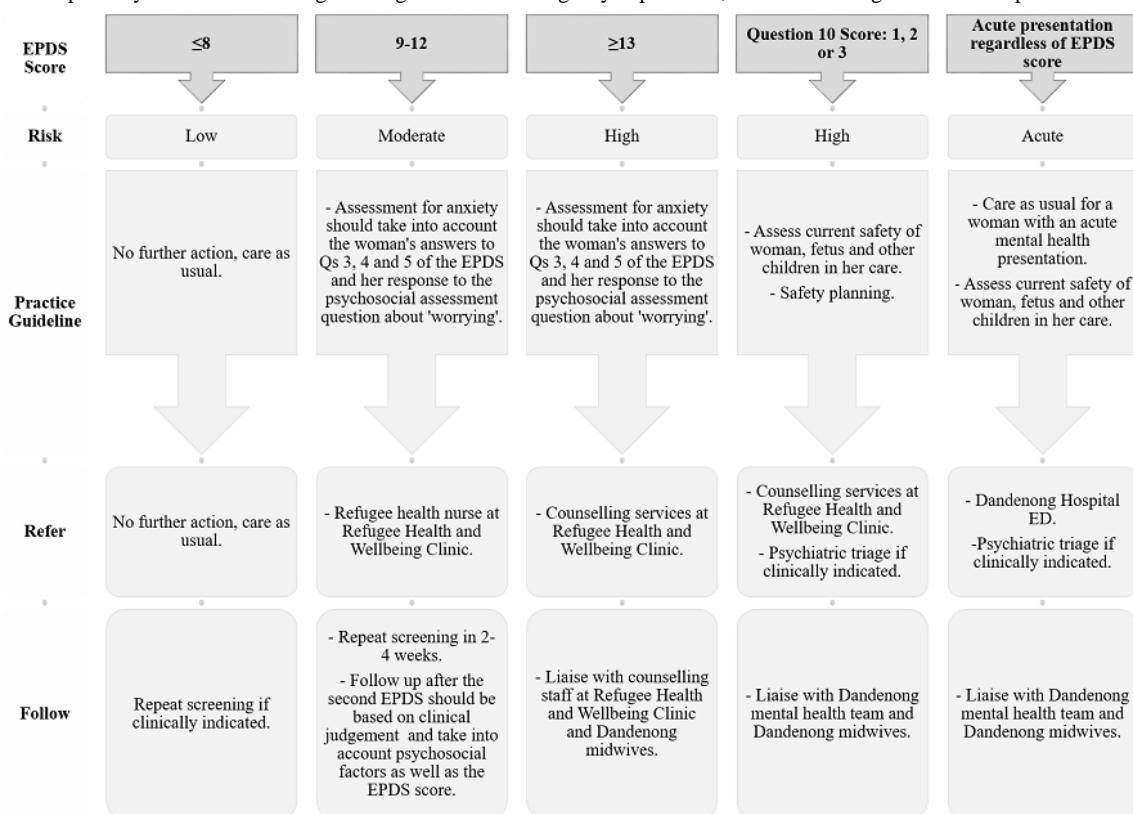 EPDS
Score
≤8
9-12
≥13
Question 10 Score: 1, 2
or 3
Acute presentation
regardless of EPDS
score
Risk
Low
Moderate
High
High
Acute
Practice
Guideline
No further action, care as
usual.
- Assessment for anxiety
should take into account
the woman's answers to
Qs 3, 4 and 5 of the EPDS
and her response to the
psychosocial assessment
question about 'worrying'.
- Assessment for anxiety
should take into account
the woman's answers to
Qs 3, 4 and 5 of the EPDS
and her response to the
psychosocial assessment
question about 'worrying'.
- Assess current safety of
woman, fetus and other
children in her care.
- Safety planning.
- Care as usual for a
woman with an acute
mental health
presentation.
- Assess current safety of
woman, fetus and other
children in her care.
Refer
No further action, care as
usual.
- Refugee health nurse at
Refugee Health and
Wellbeing Clinic.
- Counselling services at
Refugee Health and
Wellbeing Clinic.
- Counselling services at
Refugee Health and
Wellbeing Clinic.
- Psychiatric triage if
clinically indicated.
- Dandenong Hospital
ED.
-Psychiatric triage if
clinically indicated.
Follow
Repeat screening if
clinically indicated.
- Repeat screening in 2-
4 weeks.
- Follow up after the
second EPDS should be
based on clinical
judgement and take into
account psychosocial
factors as well as the
EPDS score.
- Liaise with counselling
staff at Refugee Health
and Wellbeing Clinic
and Dandenong
midwives.
- Liaise with Dandenong
mental health team and
Dandenong midwives.
- Liaise with Dandenong
mental health team and
Dandenong midwives.